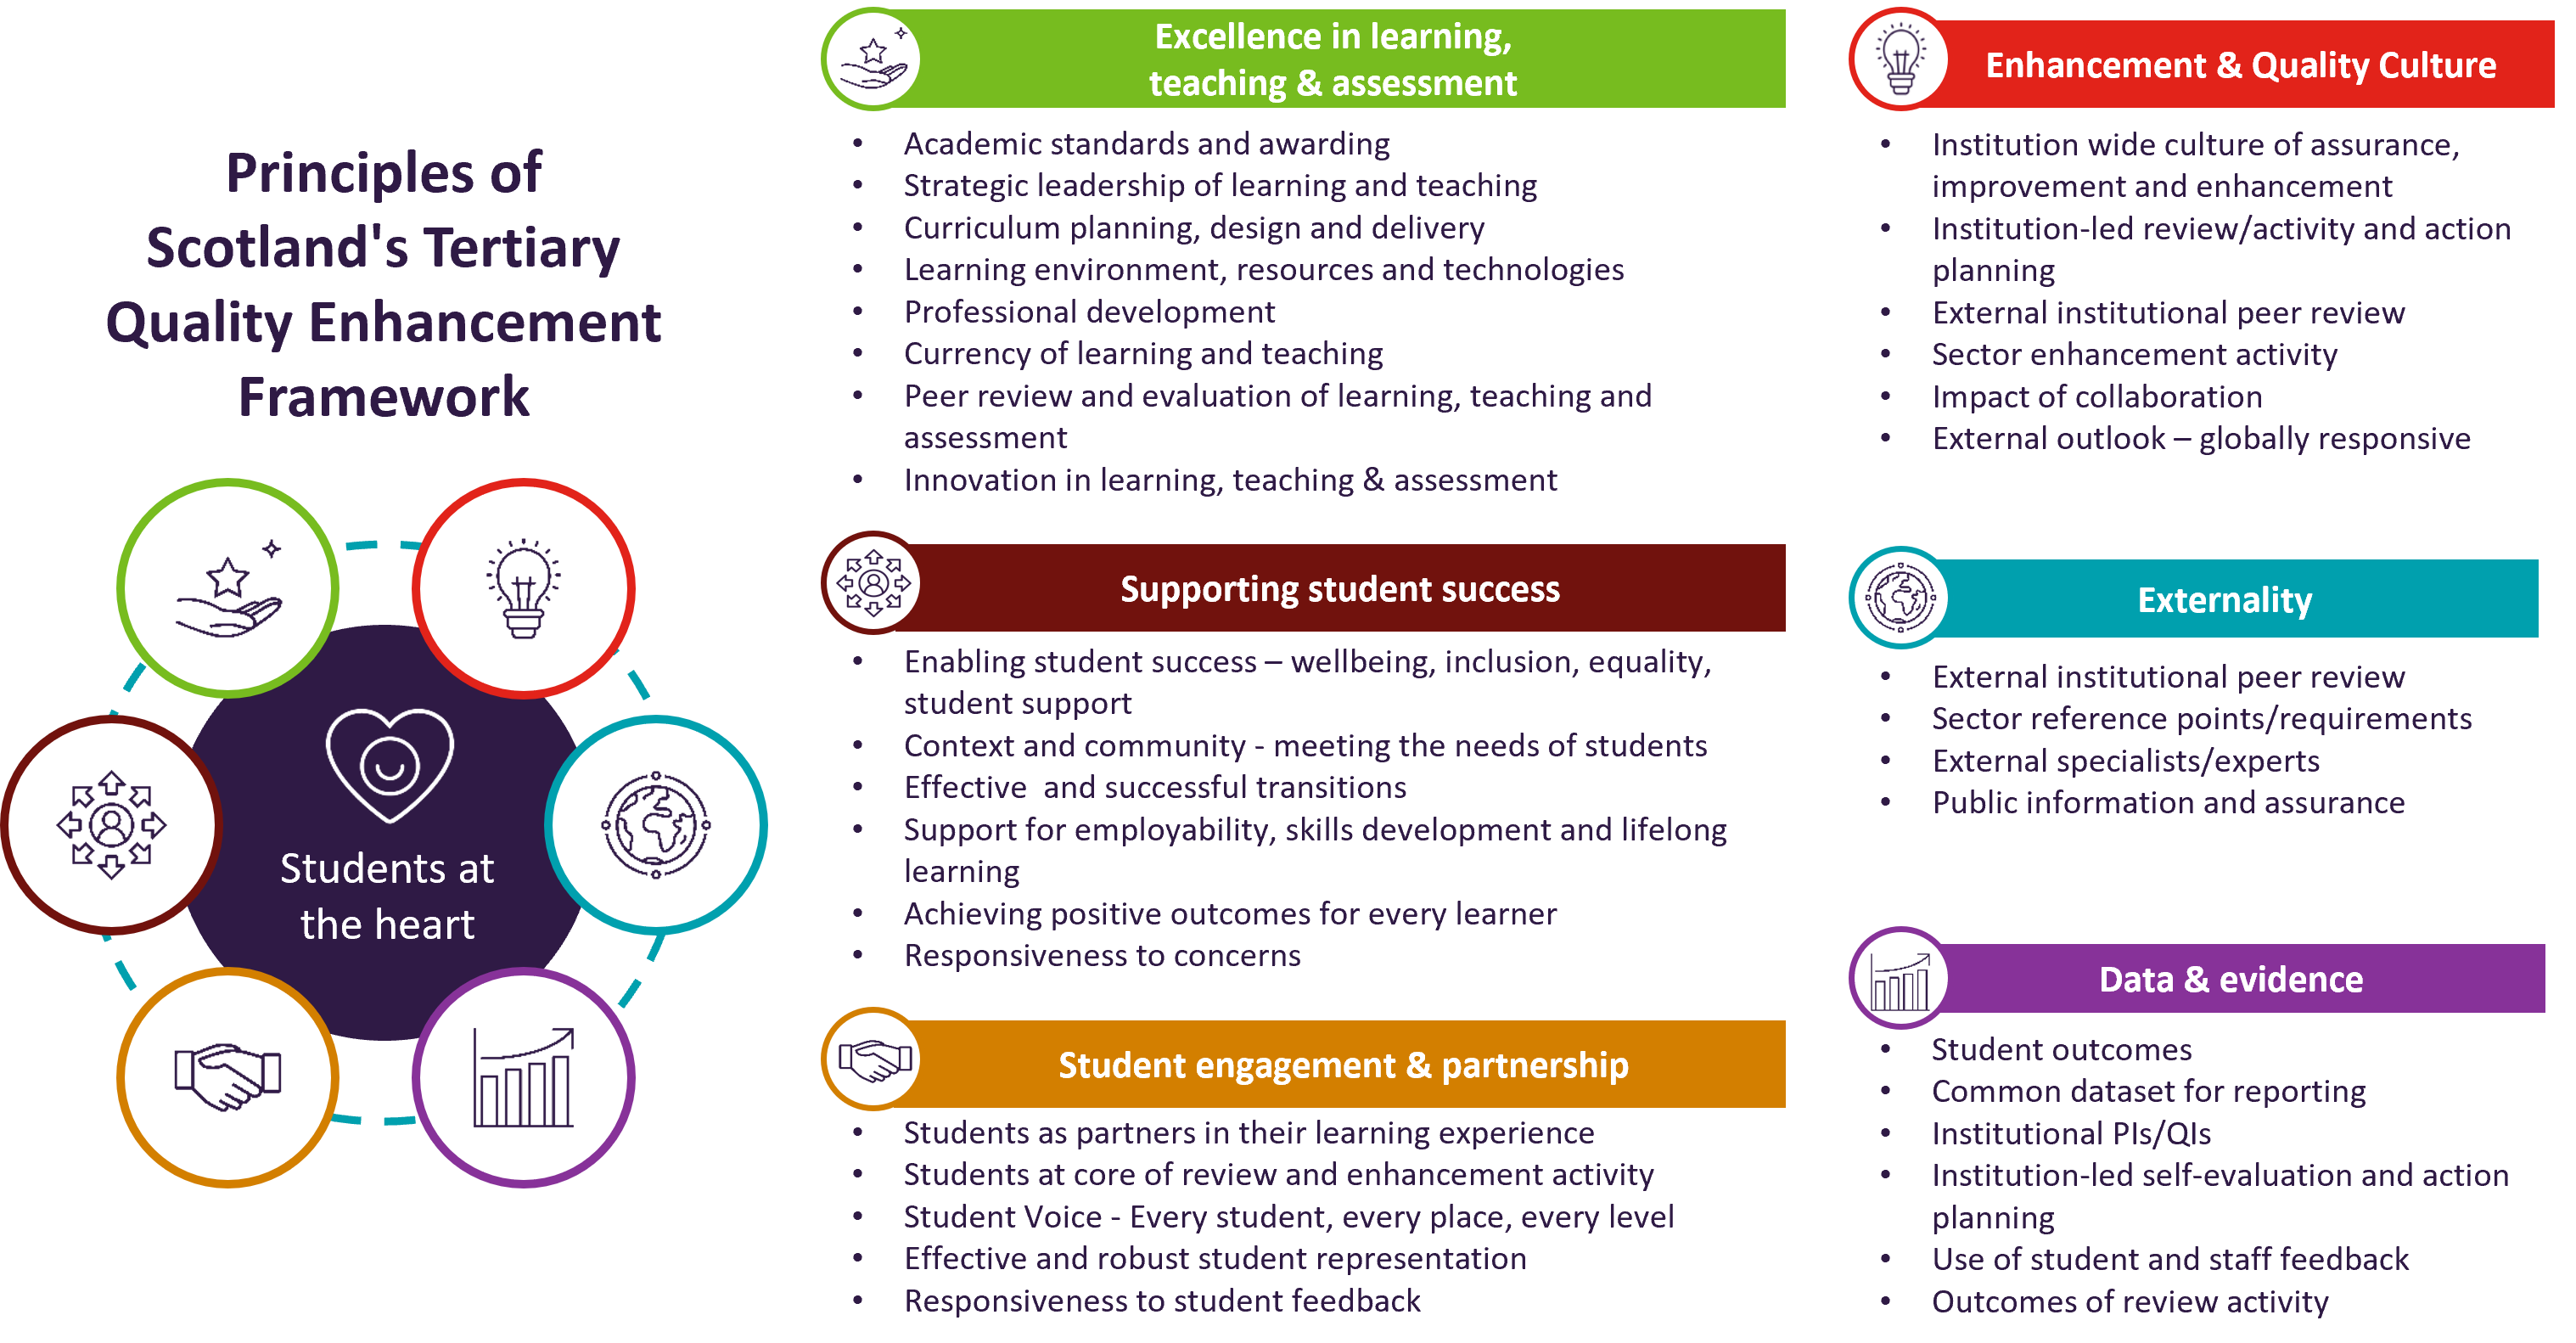 Principles of
Scotland's Tertiary
Quality Enhancement
Framework
Students at
the heart
Excellence in learning,
teaching & assessment
• Academic standards and awarding
• Strategic leadership of learning and teaching
• Curriculum planning, design and delivery
• Learning environment, resources and technologies
• Professional development
• Currency of learning and teaching
• Peer review and evaluation of learning, teaching and
assessment
• Innovation in learning, teaching & assessment
Supporting student success
• Enabling student success – wellbeing, inclusion, equality,
student support
• Context and community - meeting the needs of students
• Effective  and successful transitions
• Support for employability, skills development and lifelong
learning
• Achieving positive outcomes for every learner
• Responsiveness to concerns
Student engagement & partnership
• Students as partners in their learning experience
• Students at core of review and enhancement activity
• Student Voice - Every student, every place, every level
• Effective and robust student representation
• Responsiveness to student feedback
Enhancement & Quality Culture
• Institution wide culture of assurance,
improvement and enhancement
• Institution-led review/activity and action
planning
• External institutional peer review
• Sector enhancement activity
• Impact of collaboration
• External outlook – globally responsive
Externality
• External institutional peer review
• Sector reference points/requirements
• External specialists/experts
• Public information and assurance
Data & evidence
• Student outcomes
• Common dataset for reporting
• Institutional PIs/QIs
• Institution-led self-evaluation and action
planning
• Use of student and staff feedback
• Outcomes of review activity